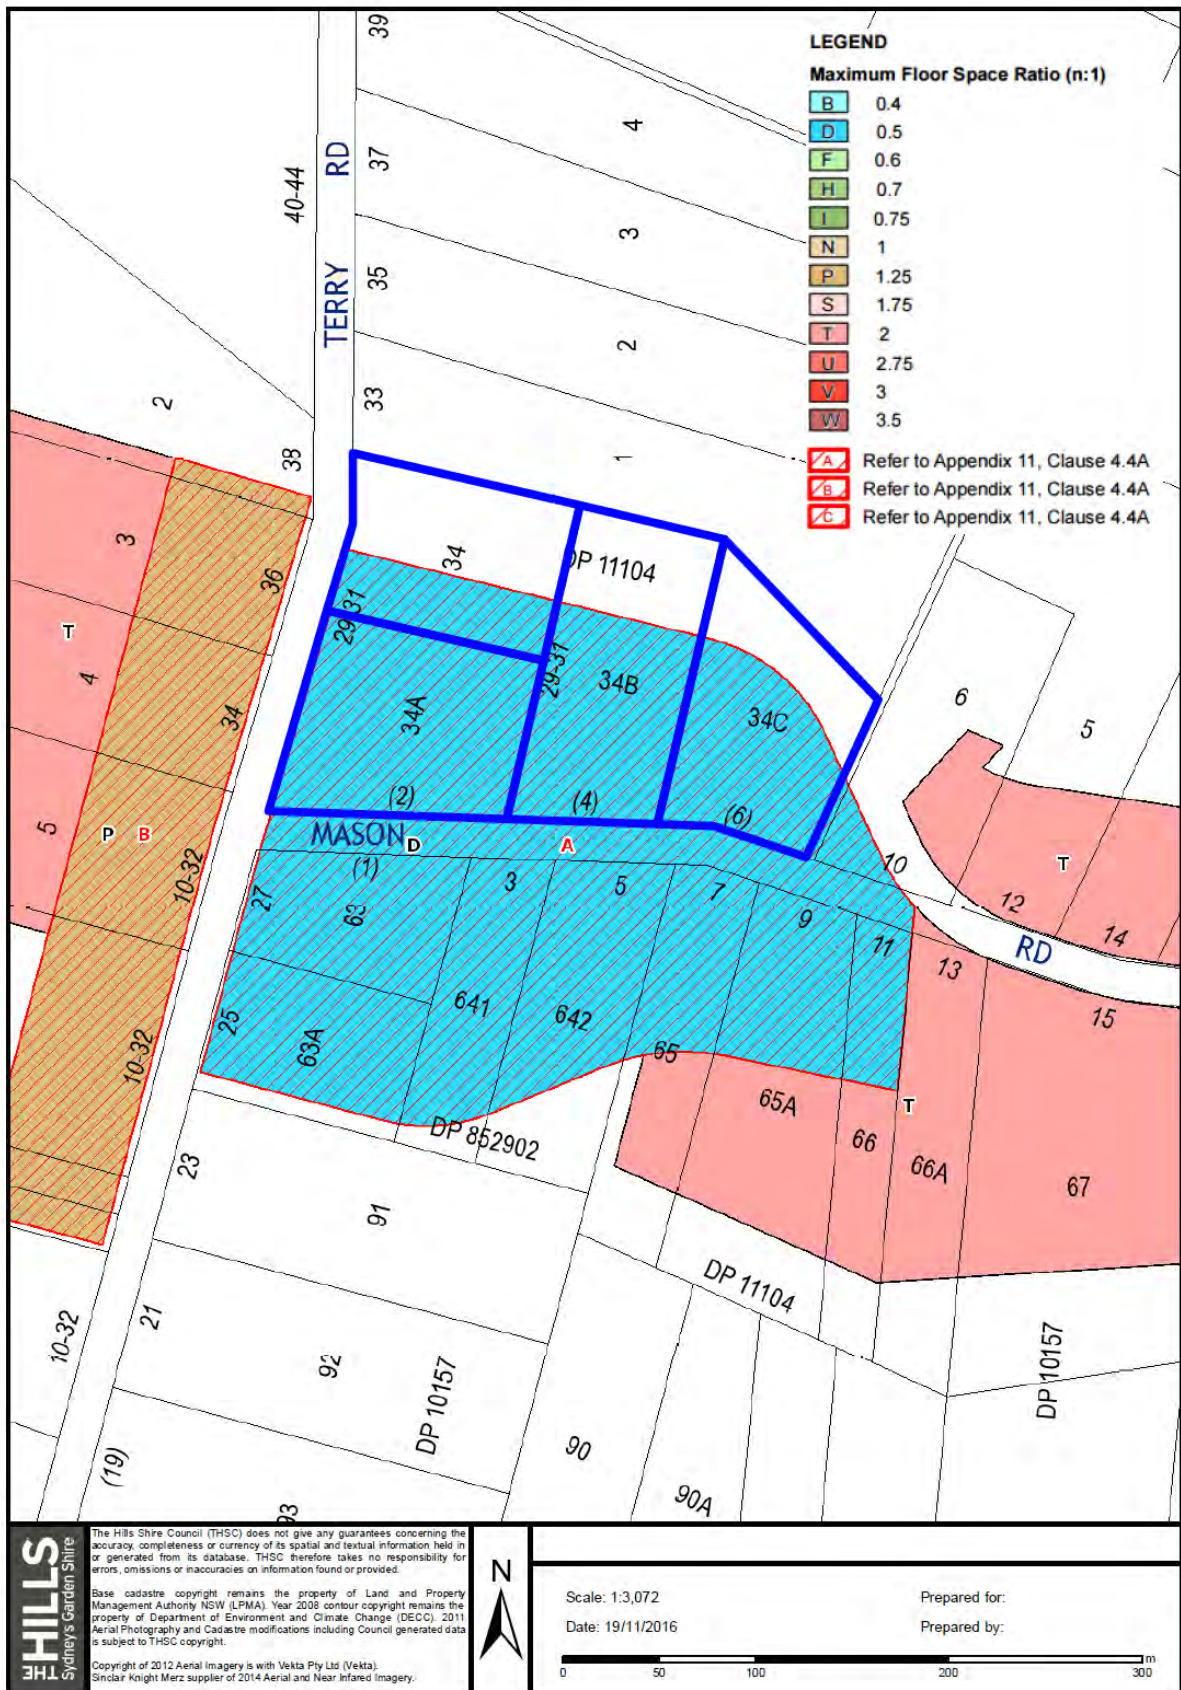 39
LEGEND
Maximum Floor Space Ratio (n:1)
B 0.4
D 0.5
F 0.6
H 0.7
I 0.75
N 1
P 1.25
S 1.75
T 2
U 2.75
V 3
W 3.5
A Refer to Appendix 11, Clause 4.4A
B Refer to Appendix 11, Clause 4.4A
C Refer to Appendix 11, Clause 4.4A
4
37
TERRY RD
40-44
3
35
2
33
2
38
1
3
36
34
DP 11104
29-31
T
4
34
34A
29-31
34B
34C
6
5
(2)
(4)
(6)
5
P
B
10-32
MASON
D
A
(1)
3
5
7
9
10
T
12
14
RD
27
63
11
13
15
641
642
25
63A
65
10-32
65A
T
66
66A
67
DP 852902
23
91
DP 11104
21
10-32
92
DP 10157
DP 10157
90
90A
(19)
93
THE HILLS
Sydney's Garden Shire
The Hills Shire Council (THSC) does not give any guarantees concerning the
accuracy, completeness or currency of its spatial and textual information held in
or generated from its database. THSC therefore takes no responsibility for
errors, omissions or inaccuracies on information found or provided.
Base cadastre copyright remains the property of Land and Property
Management Authority NSW (LPMA). Year 2008 contour copyright remains the
property of Department of Environment and Climate Change (DECC). 2011
Aerial Photography and Cadastre modifications including Council generated data
is subject to THSC copyright.
Copyright of 2012 Aerial Imagery is with Vekta Pty Ltd (Vekta).
Sinclair Knight Merz supplier of 2014 Aerial and Near Infared Imagery.
N
Scale: 1:3,072
Prepared for:
Date: 19/11/2016
Prepared by:
0 50 100 200 300 m